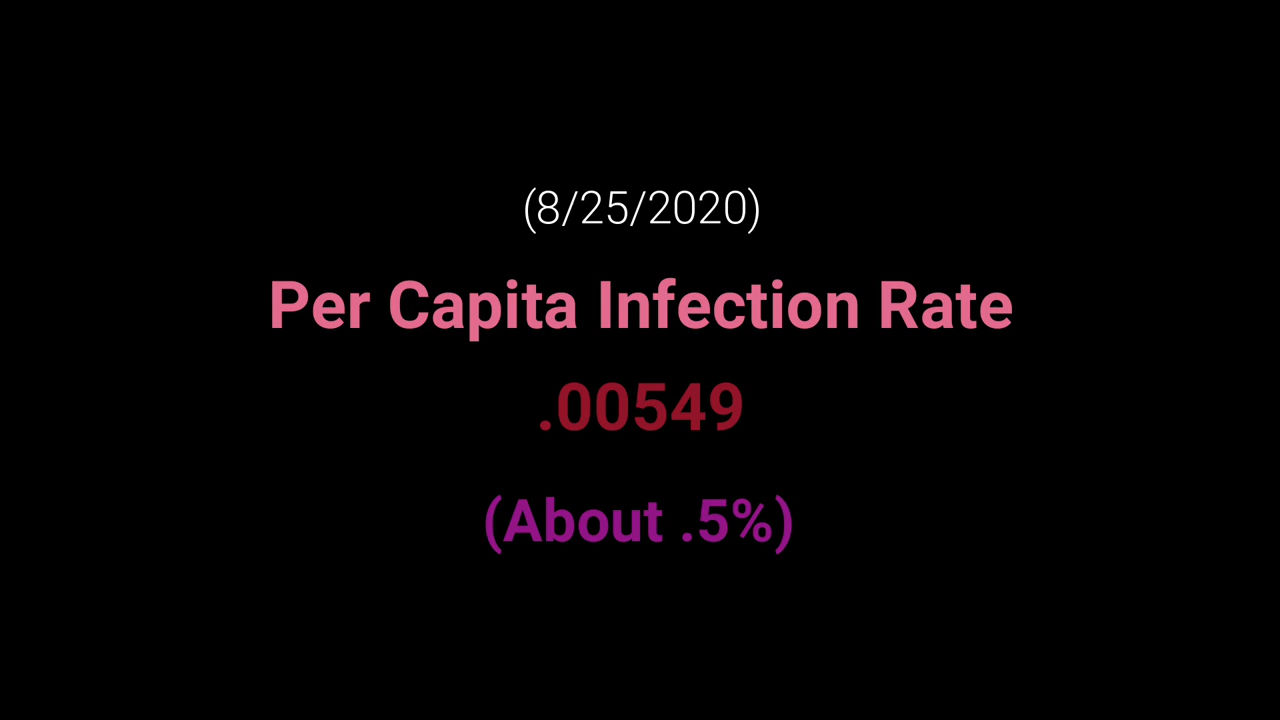 (8/25/2020)
Per Capita Infection Rate
.00549
(About .5%)